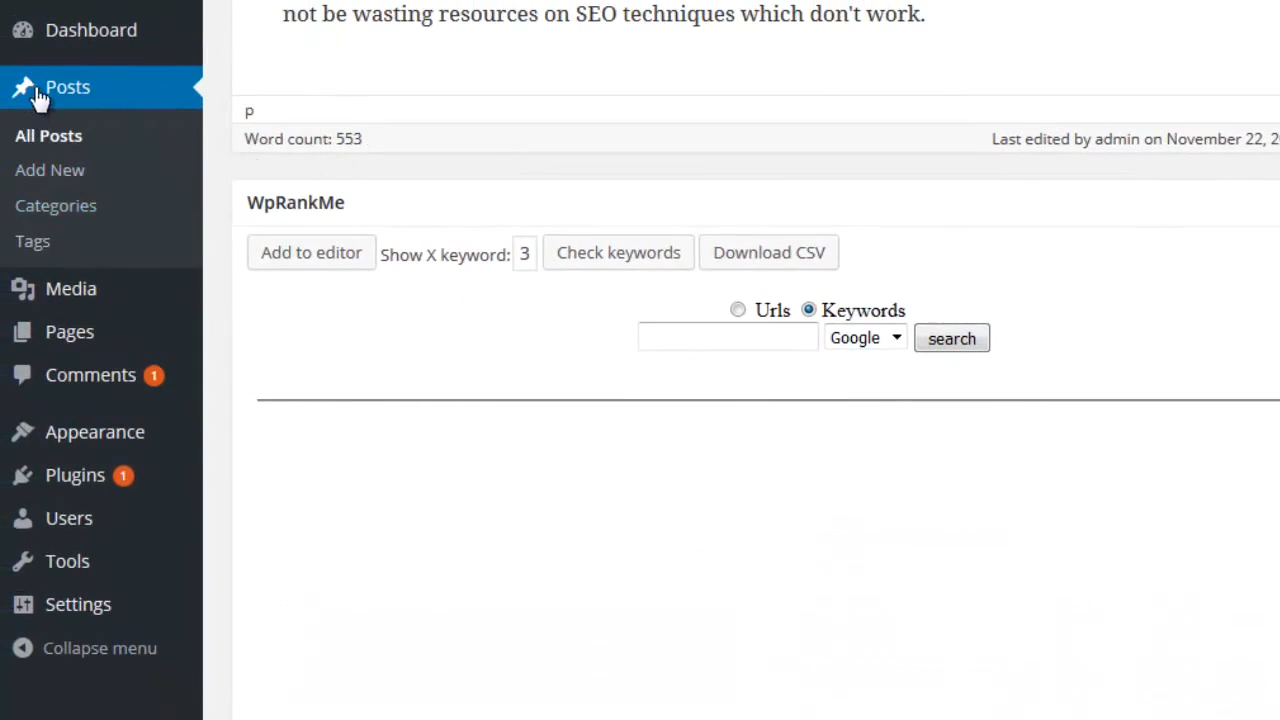 not be wasting resources on SEO techniques which don't work.
Dashboard
Posts
All Posts
Add New
Categories
Tags
Media
Pages
Comments 1
Appearance
Plugins 1
Users
Tools
Settings
Collapse menu
p
Word count: 553
Last edited by admin on November 22,
WpRankMe
Add to editor Show X keyword: 3 Check keywords Download CSV
Urls Keywords
Google search